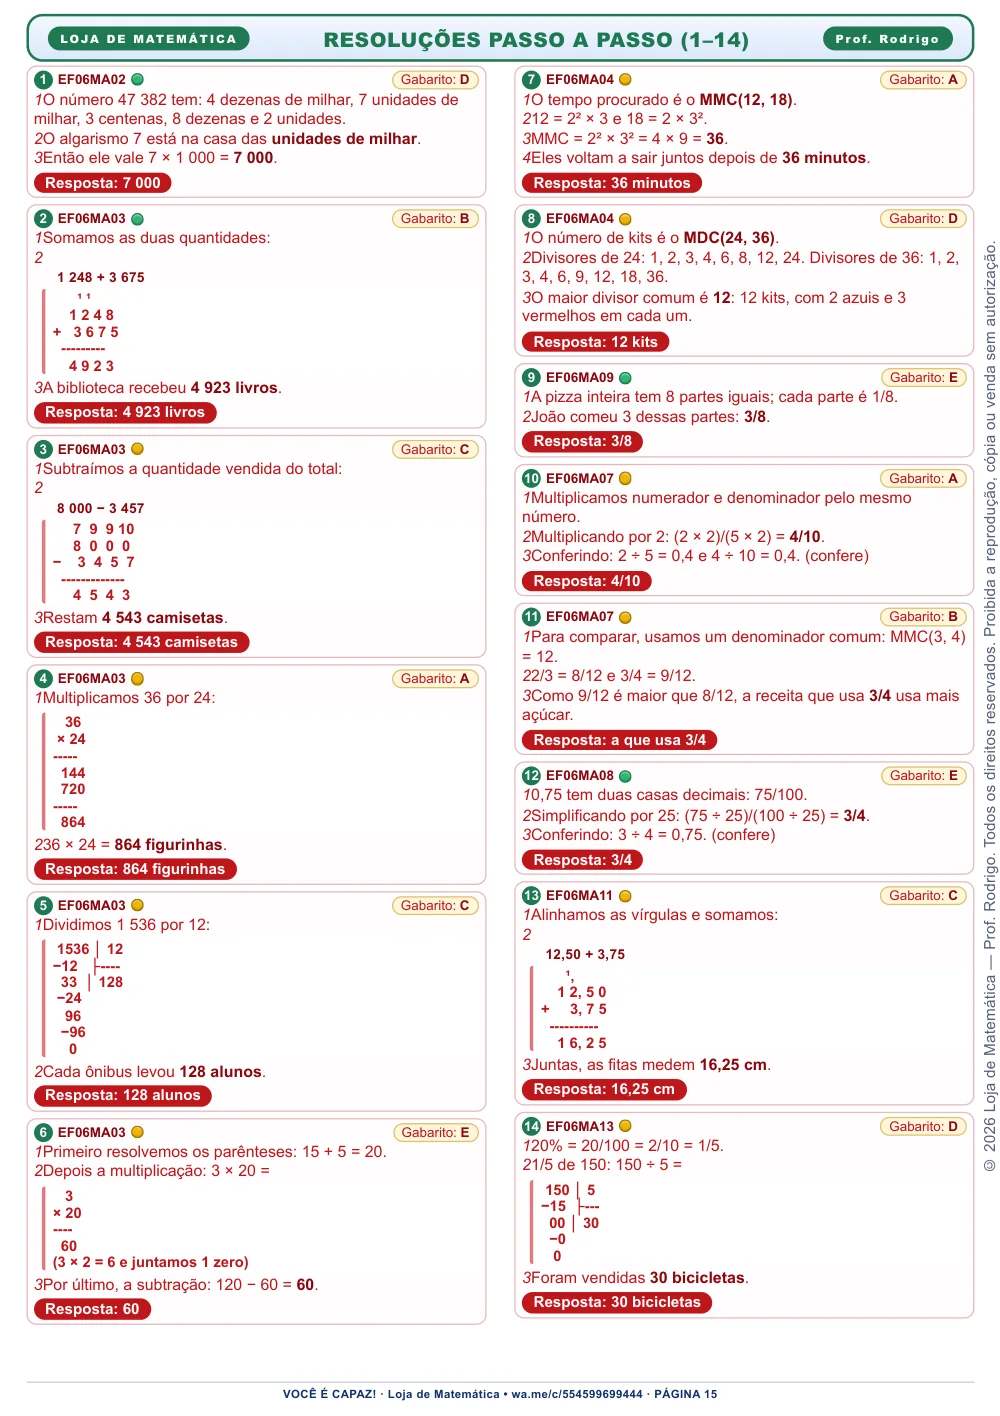 LOJA DE MATEMÁTICA
RESOLUÇÕES PASSO A PASSO (1–14)
Prof. Rodrigo
1 EF06MA02 Gabarito: D
1O número 47 382 tem: 4 dezenas de milhar, 7 unidades de
milhar, 3 centenas, 8 dezenas e 2 unidades.
2O algarismo 7 está na casa das unidades de milhar.
3Então ele vale 7 × 1 000 = 7 000.
Resposta: 7 000
2 EF06MA03 Gabarito: B
1Somamos as duas quantidades:
2
1 248 + 3 675
¹ ¹
1 2 4 8
+ 3 6 7 5
---------
4 9 2 3
3A biblioteca recebeu 4 923 livros.
Resposta: 4 923 livros
3 EF06MA03 Gabarito: C
1Subtraímos a quantidade vendida do total:
2
8 000 − 3 457
7 9 9 10
8 0 0 0
− 3 4 5 7
-------------
4 5 4 3
3Restam 4 543 camisetas.
Resposta: 4 543 camisetas
4 EF06MA03 Gabarito: A
1Multiplicamos 36 por 24:
36
× 24
-----
144
720
-----
864
236 × 24 = 864 figurinhas.
Resposta: 864 figurinhas
5 EF06MA03 Gabarito: C
1Dividimos 1 536 por 12:
1536 │ 12
−12 ├----
33 │ 128
−24
96
−96
0
2Cada ônibus levou 128 alunos.
Resposta: 128 alunos
6 EF06MA03 Gabarito: E
1Primeiro resolvemos os parênteses: 15 + 5 = 20.
2Depois a multiplicação: 3 × 20 =
3
× 20
----
60
(3 × 2 = 6 e juntamos 1 zero)
3Por último, a subtração: 120 − 60 = 60.
Resposta: 60
7 EF06MA04 Gabarito: A
1O tempo procurado é o MMC(12, 18).
212 = 2² × 3 e 18 = 2 × 3².
3MMC = 2² × 3² = 4 × 9 = 36.
4Eles voltam a sair juntos depois de 36 minutos.
Resposta: 36 minutos
8 EF06MA04 Gabarito: D
1O número de kits é o MDC(24, 36).
2Divisores de 24: 1, 2, 3, 4, 6, 8, 12, 24. Divisores de 36: 1, 2,
3, 4, 6, 9, 12, 18, 36.
3O maior divisor comum é 12: 12 kits, com 2 azuis e 3
vermelhos em cada um.
Resposta: 12 kits
9 EF06MA09 Gabarito: E
1A pizza inteira tem 8 partes iguais; cada parte é 1/8.
2João comeu 3 dessas partes: 3/8.
Resposta: 3/8
10 EF06MA07 Gabarito: A
1Multiplicamos numerador e denominador pelo mesmo
número.
2Multiplicando por 2: (2 × 2)/(5 × 2) = 4/10.
3Conferindo: 2 ÷ 5 = 0,4 e 4 ÷ 10 = 0,4. (confere)
Resposta: 4/10
11 EF06MA07 Gabarito: B
1Para comparar, usamos um denominador comum: MMC(3, 4)
= 12.
22/3 = 8/12 e 3/4 = 9/12.
3Como 9/12 é maior que 8/12, a receita que usa 3/4 usa mais
açúcar.
Resposta: a que usa 3/4
12 EF06MA08 Gabarito: E
10,75 tem duas casas decimais: 75/100.
2Simplificando por 25: (75 ÷ 25)/(100 ÷ 25) = 3/4.
3Conferindo: 3 ÷ 4 = 0,75. (confere)
Resposta: 3/4
13 EF06MA11 Gabarito: C
1Alinhamos as vírgulas e somamos:
2
12,50 + 3,75
¹,
1 2, 5 0
+ 3, 7 5
----------
1 6, 2 5
3Juntas, as fitas medem 16,25 cm.
Resposta: 16,25 cm
14 EF06MA13 Gabarito: D
120% = 20/100 = 2/10 = 1/5.
21/5 de 150: 150 ÷ 5 =
150 │ 5
−15 ├---
00 │ 30
−0
0
3Foram vendidas 30 bicicletas.
Resposta: 30 bicicletas
© 2026 Loja de Matemática — Prof. Rodrigo. Todos os direitos reservados. Proibida a reprodução, cópia ou venda sem autorização.
VOCÊ É CAPAZ! · Loja de Matemática • wa.me/c/554599699444 · PÁGINA 15